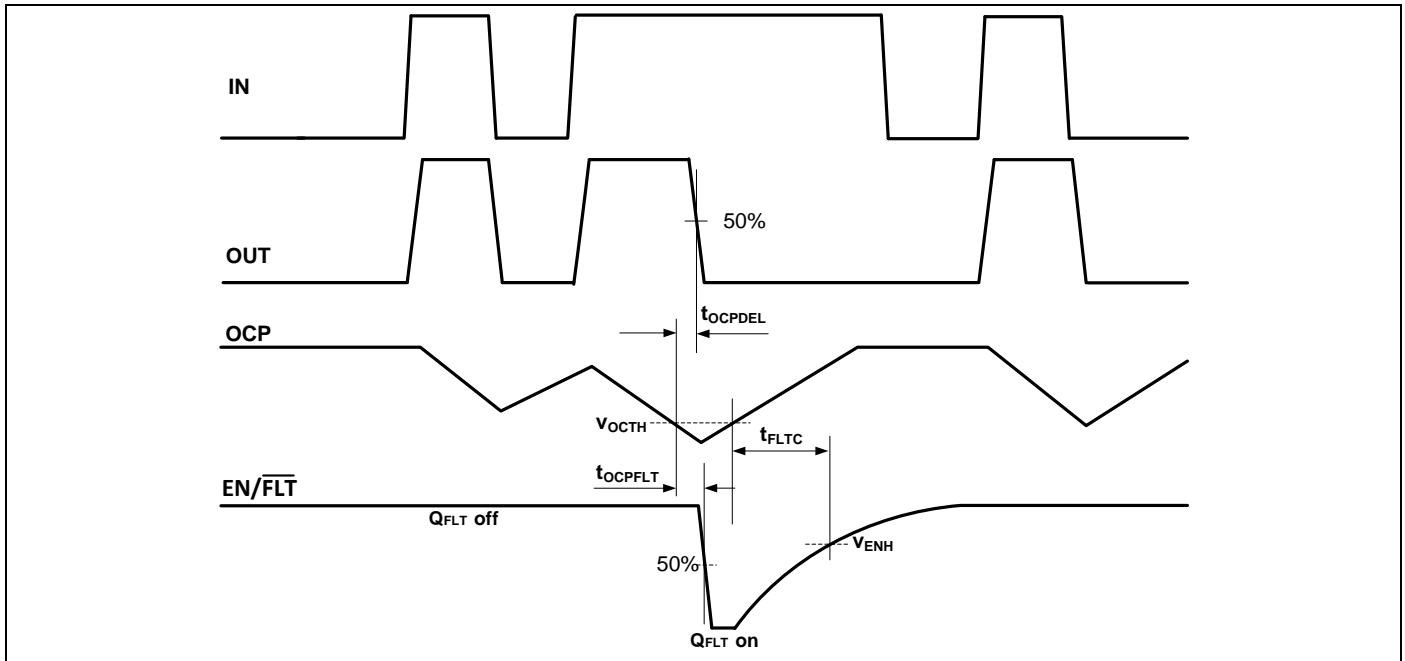 IN
50%
OUT
tOCPDEL
OCP
VOCTH
tFLTC
tOCPFLT
EN/FLT
QFLT off
VENH
50%
QFLT on